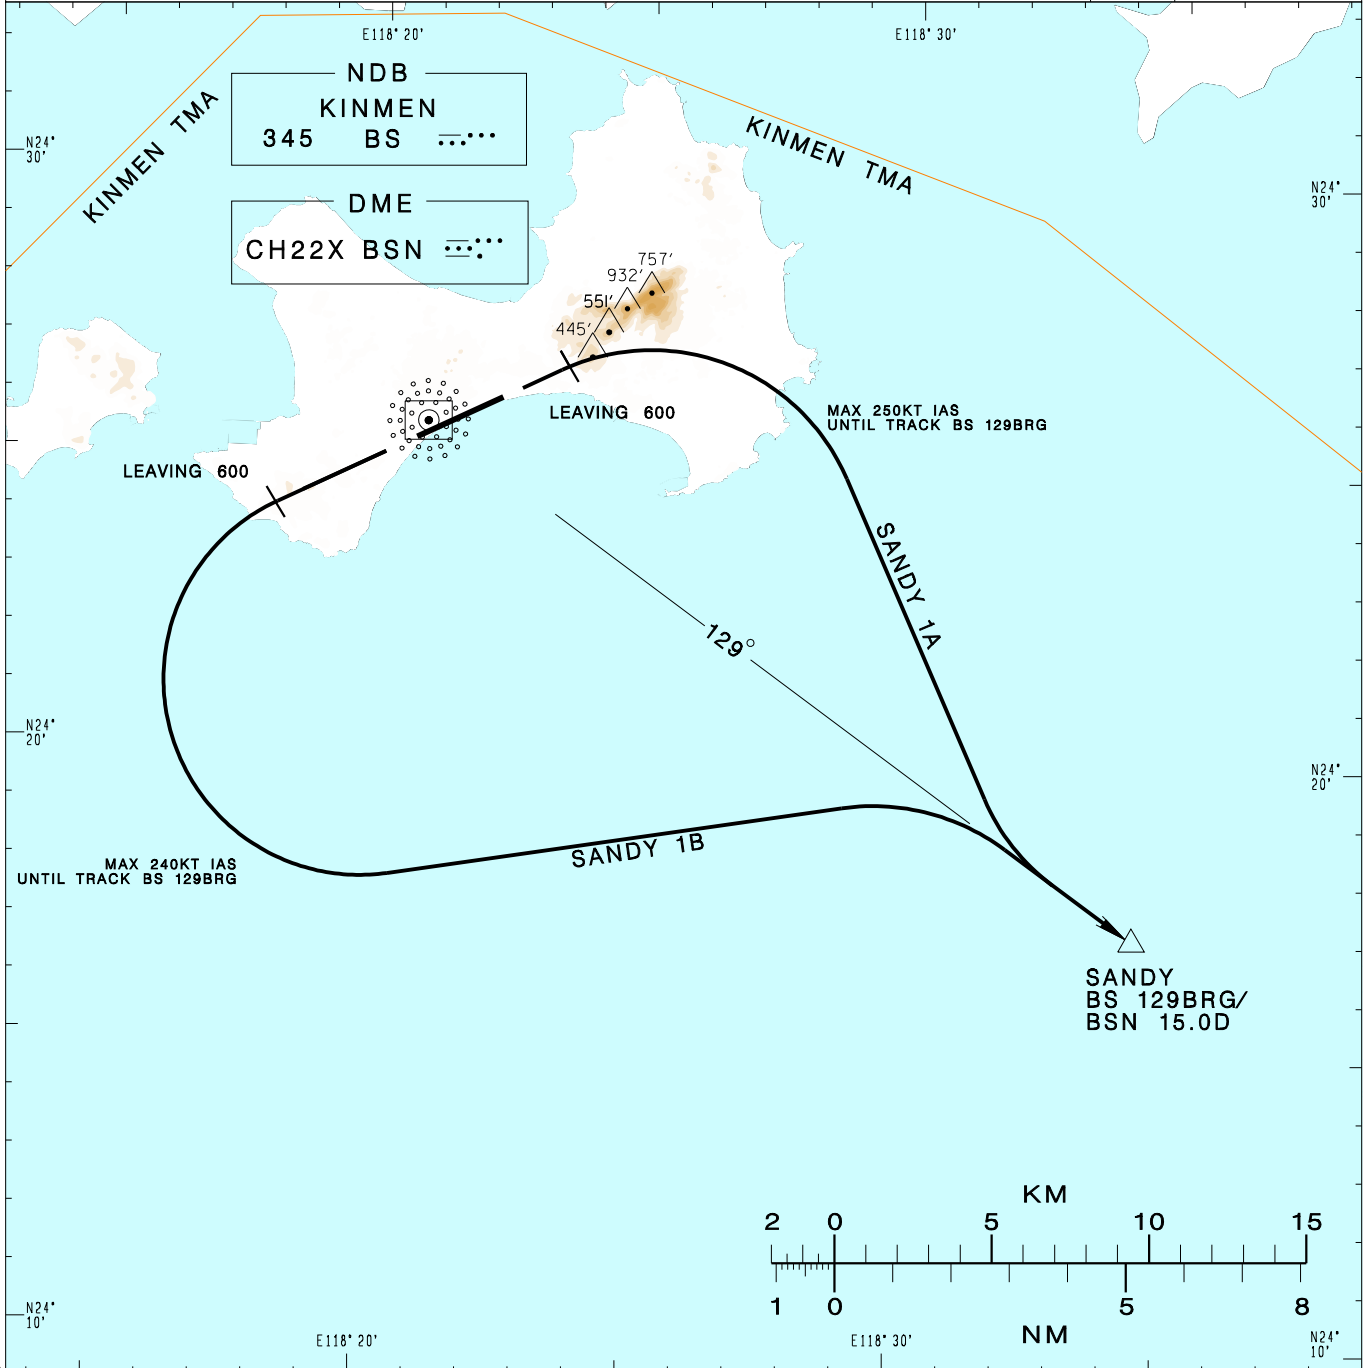 E118° 20'
E118° 30'
NDB
KINMEN
345 BS
KINMEN TMA
KINMEN TMA
N24°
30'
N24°
30'
DME
CH22X BSN
757'
932'
551'
445'
LEAVING 600
MAX 250KT IAS
UNTIL TRACK BS 129BRG
LEAVING 600
SANDY 1A
129°
N24°
20'
N24°
20'
SANDY 1B
MAX 240KT IAS
UNTIL TRACK BS 129BRG
SANDY
BS 129BRG/
BSN 15.0D
KM
2 0 5 10 15
1 0 5 8
NM
N24°
10'
E118° 20'
E118° 30'
N24°
10'